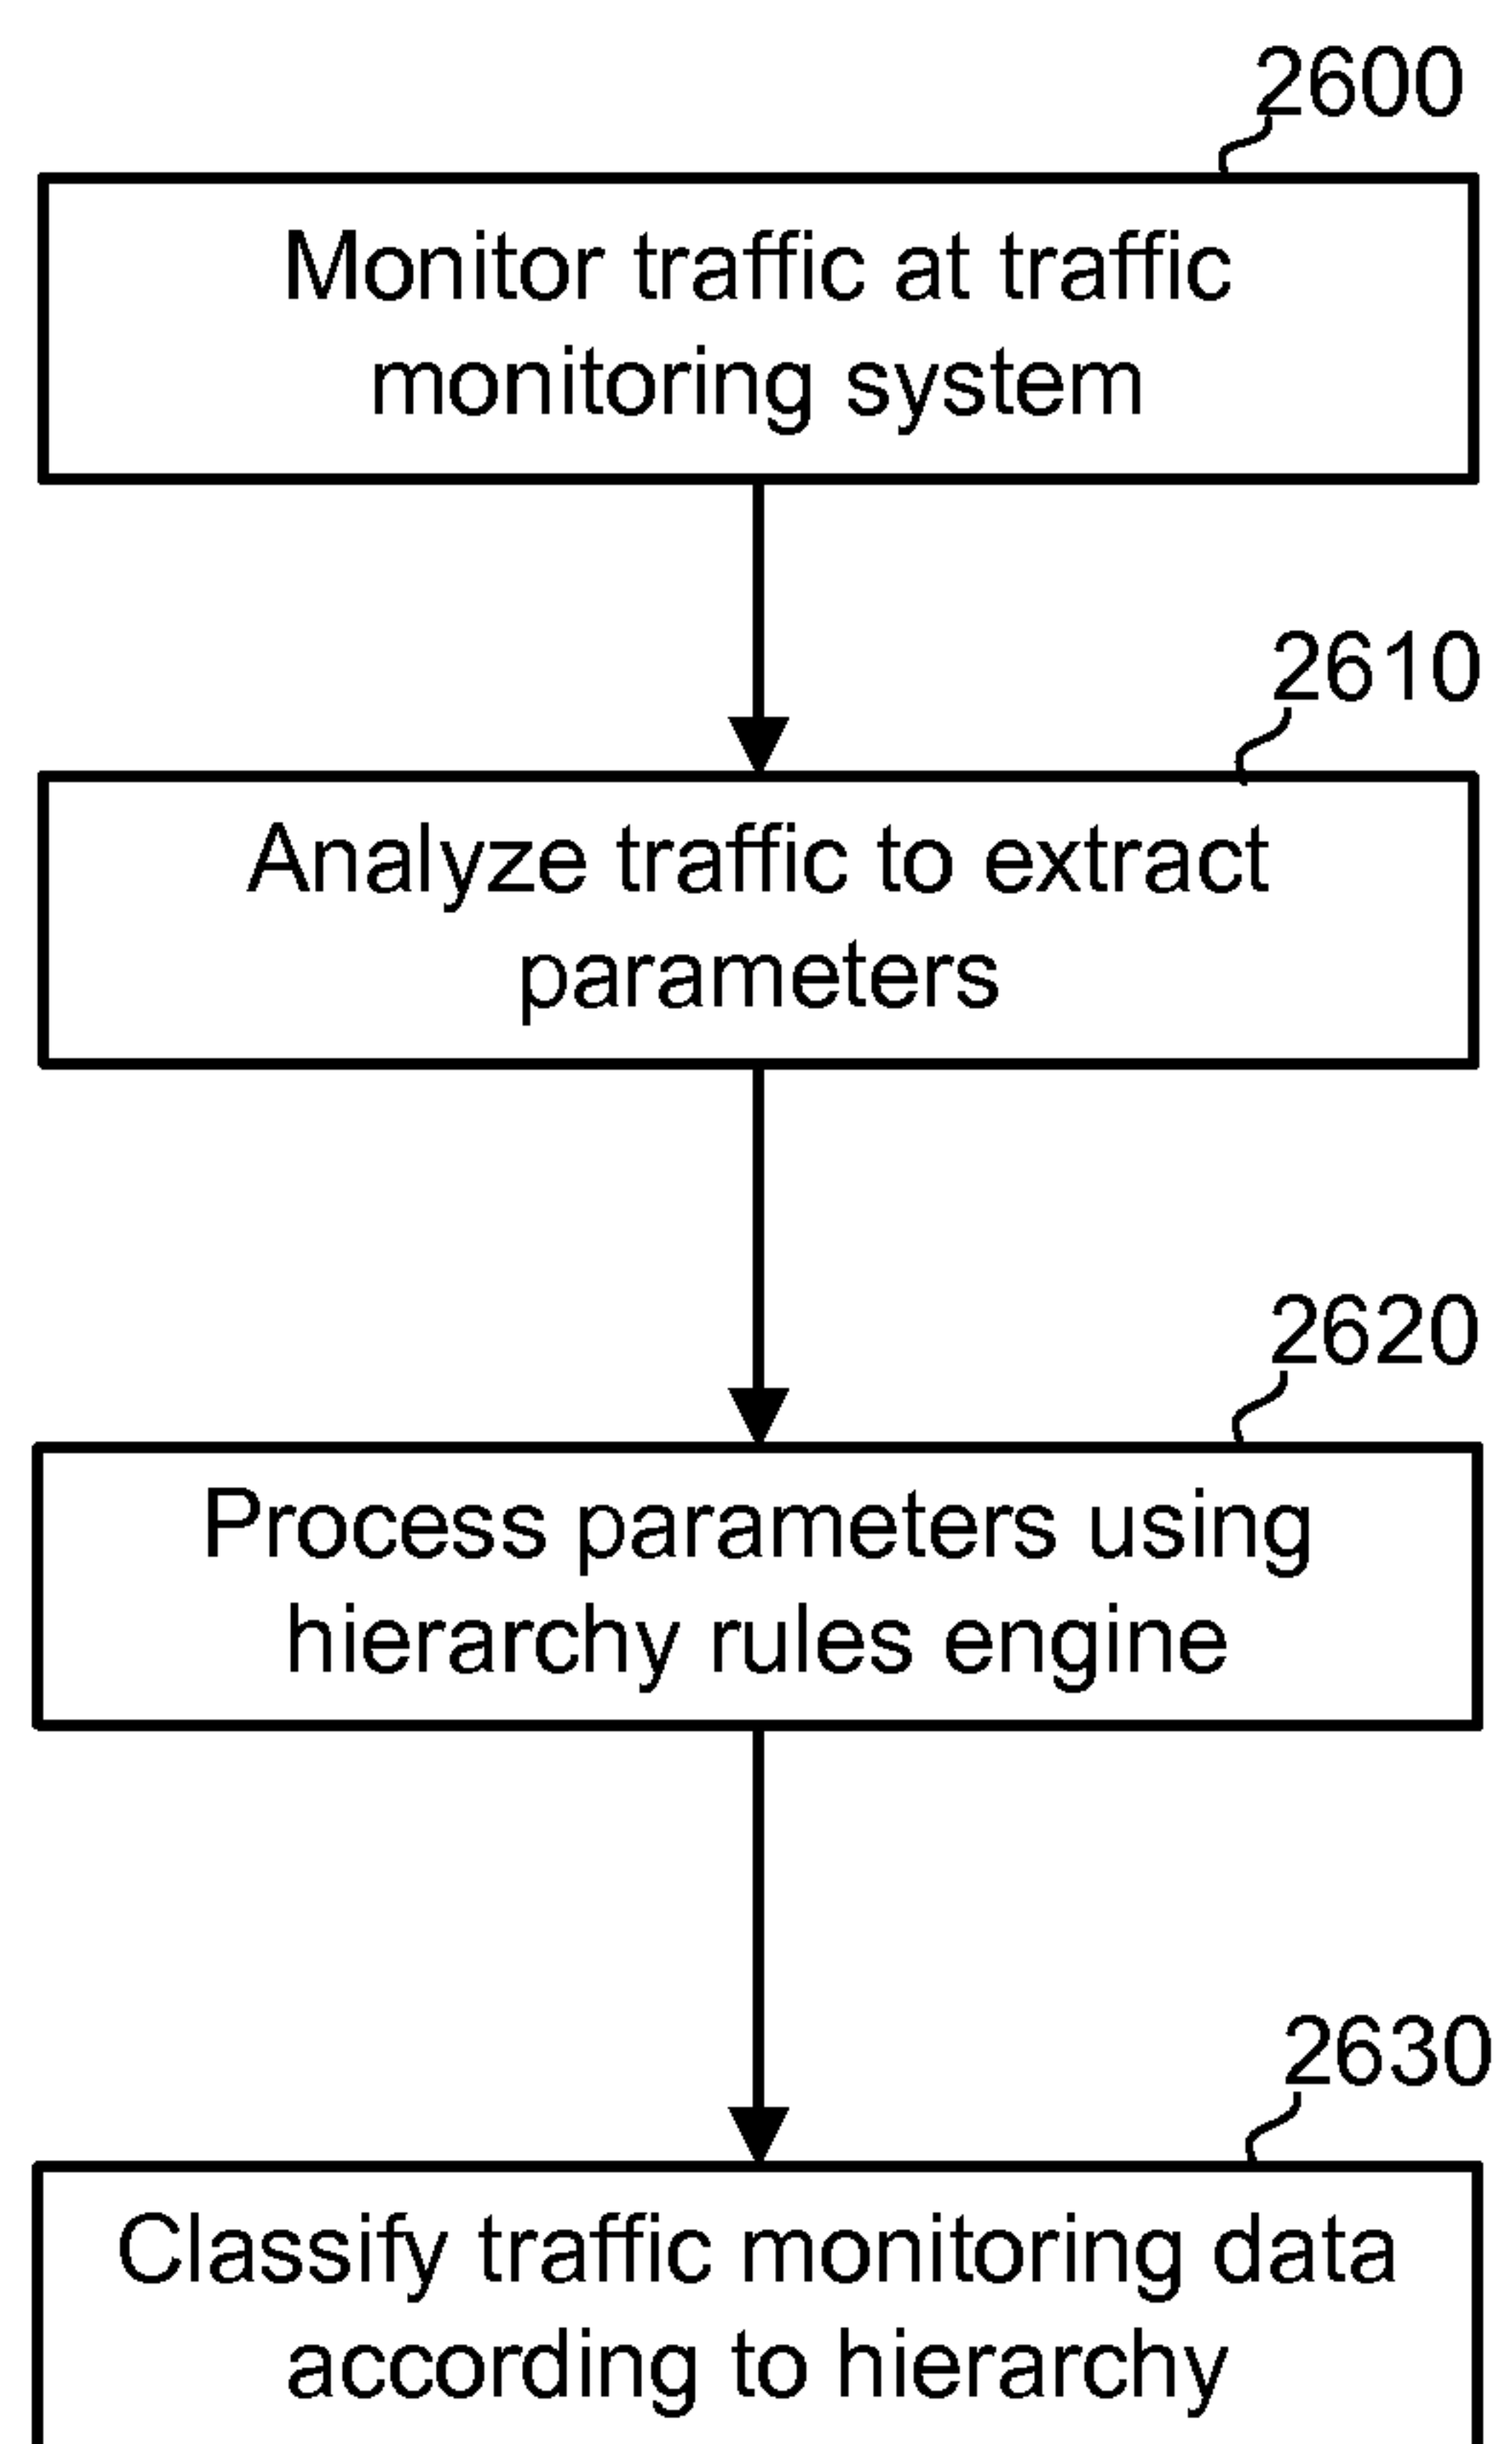 2600
Monitor traffic at traffic
monitoring system
2610
Analyze traffic to extract
parameters
2620
Process parameters using
hierarchy rules engine
2630
Classify traffic monitoring data
according to hierarchy